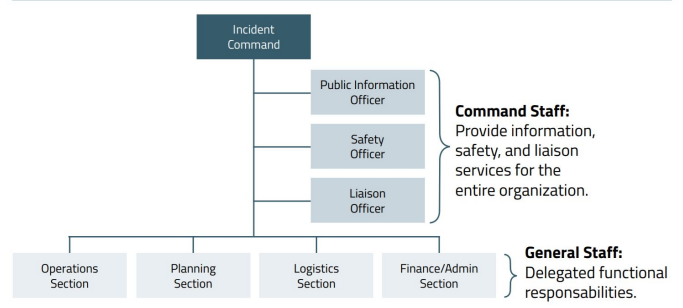 Incident
Command
Public Information
Officer
Safety
Officer
Liaison
Officer
Command Staff:
Provide information,
safety, and liaison
services for the
entire organization.
Operations
Section
Planning
Section
Logistics
Section
Finance/Admin
Section
General Staff:
Delegated functional
responsabilities.